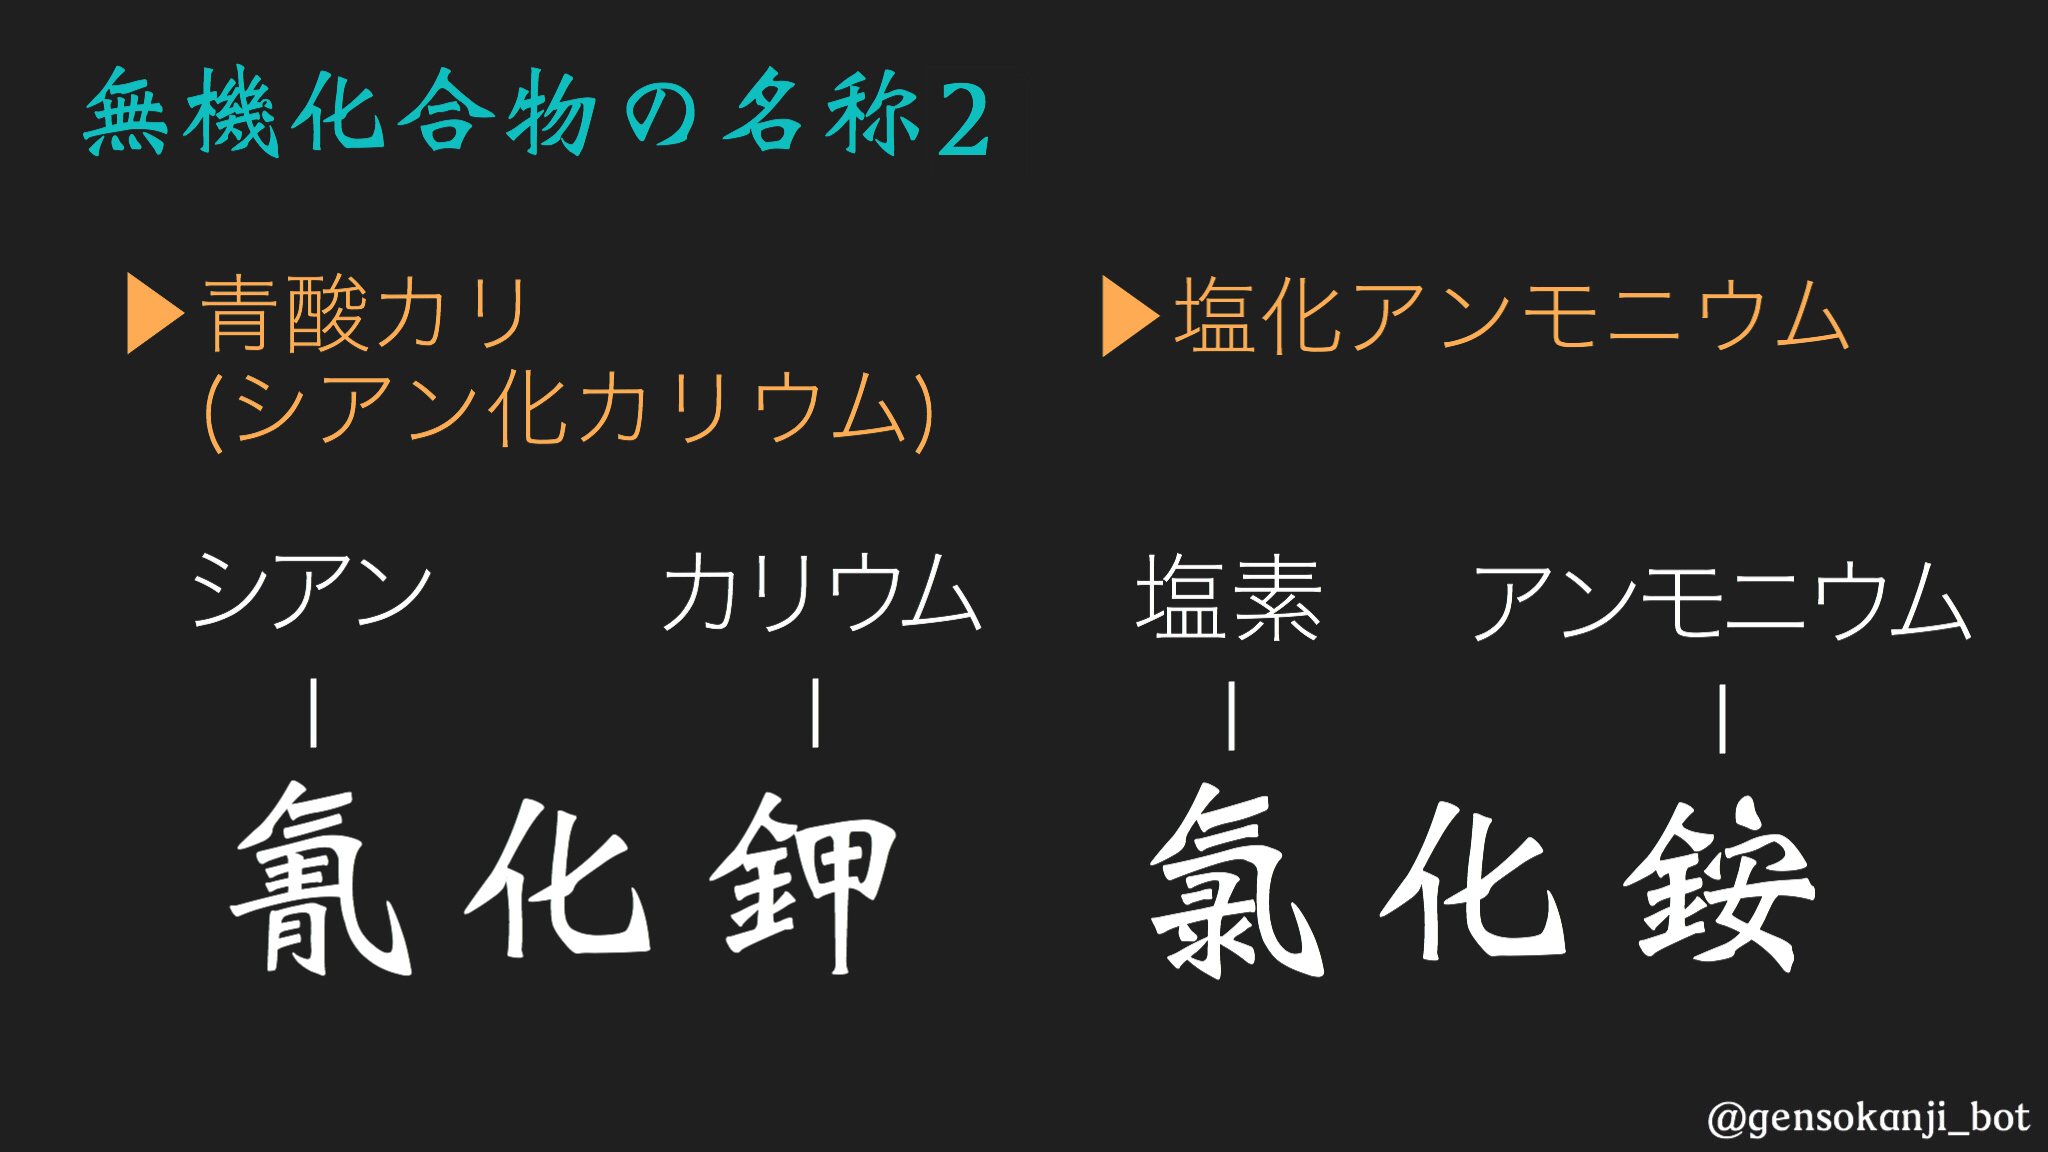 無機化合物の名称2
▶青酸カリ
(シアン化カリウム)
シアン カリウム
氰化鉀
▶塩化アンモニウム
塩素 アンモニウム
氯化銨
@gensokanji_bot